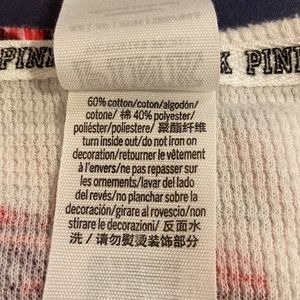 PINK
K PINK
60% cotton/coton/algodón/
cotone/ 棉 40% polyester/
poliéster/poliestere/ 聚酯纤维
turn inside out/do not iron on
decoration/retourner le vêtement
à l'envers/ne pas repasser sur
les ornements/lavar del lado
del revés/no planchar sobre la
decoración/girare al rovescio/non
stirare le decorazioni/ 反面水
洗 / 请勿熨烫装饰部分